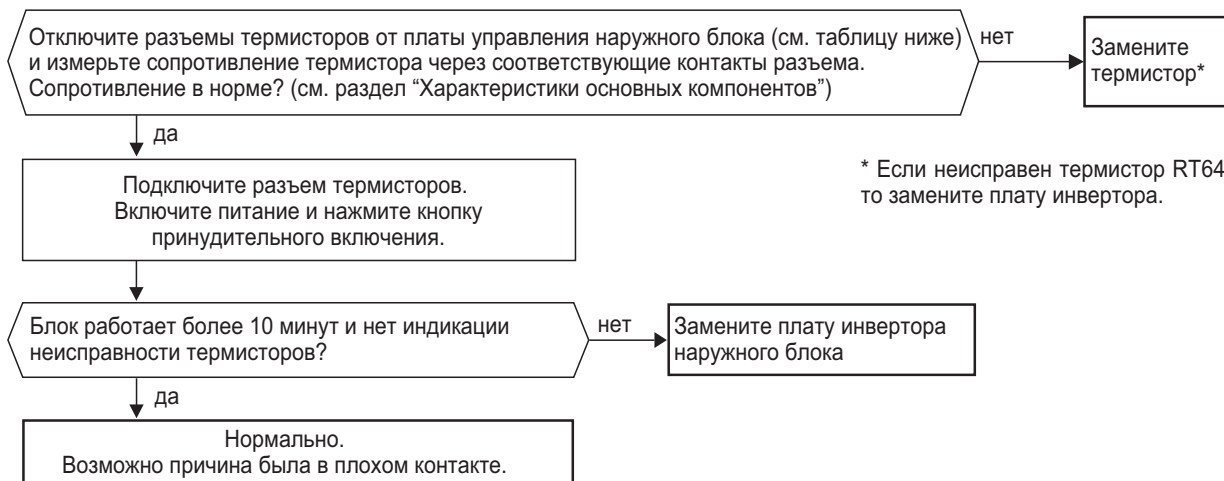 Отключите разъемы термисторов от платы управления наружного блока (см. таблицу ниже)
и измерьте сопротивление термистора через соответствующие контакты разъема.
Сопротивление в норме? (см. раздел “Характеристики основных компонентов”)
нет
Замените
термистор*
да
Подключите разъем термисторов.
Включите питание и нажмите кнопку
принудительного включения.
* Если неисправен термистор RT64
то замените плату инвертора.
Блок работает более 10 минут и нет индикации
неисправности термисторов?
нет
Замените плату инвертора
наружного блока
да
Нормально.
Возможно причина была в плохом контакте.